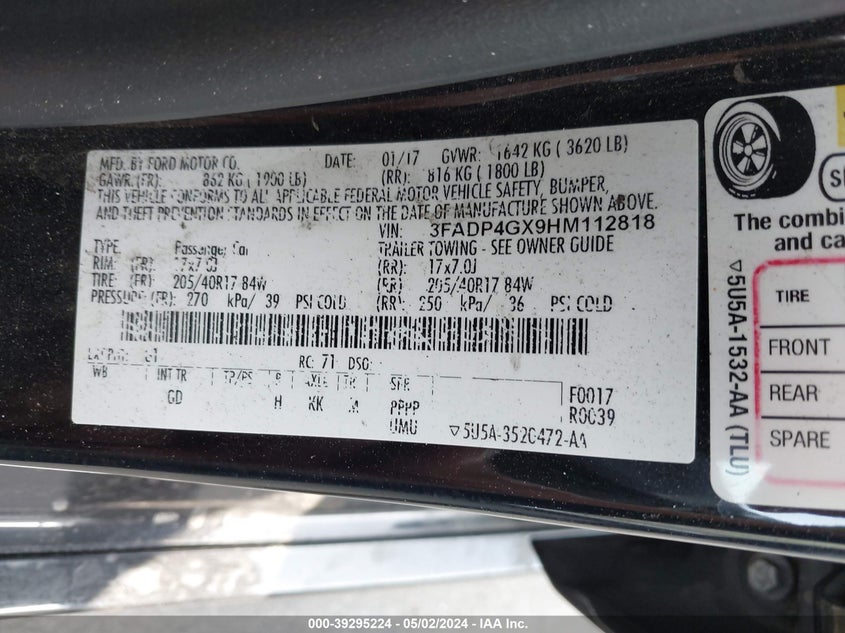 MFD. BY FORD MOTOR CO. DATE: 01/17 GVWR: 1642 KG ( 3620 LB)
GAWR: (FR): 862 KG ( 1900 LB) (RR): 816 KG ( 1800 LB)
THIS VEHICLE CONFORMS TO ALL APPLICABLE FEDERAL MOTOR VEHICLE SAFETY, BUMPER,
AND THEFT PREVENTION STANDARDS IN EFFECT ON THE DATE OF MANUFACTURE SHOWN ABOVE.
VIN: 3FADP4GX9HM112818
TYPE: Passenger Car TRAILER TOWING - SEE OWNER GUIDE
RIM: (FR): 17x7.0J (RR): 17x7.0J
TIRE: (FR): 205/40R17 84W (RR): 205/40R17 84W
PRESSURE: (FR): 270 kPa/ 39 PSI COLD (RR): 250 kPa/ 36 PSI COLD
EXT PNT: RC: 71 DSO:
WB INT TR TP/PS R AXLE TR SPR F0017
GD H KK M PPPP R0039
UMU ▽5U5A-3520472-AA
The combin
and ca
TIRE
FRONT
REAR
SPARE
▽5U5A-1532-AA (TLU)
000-39295224 - 05/02/2024 - IAA Inc.